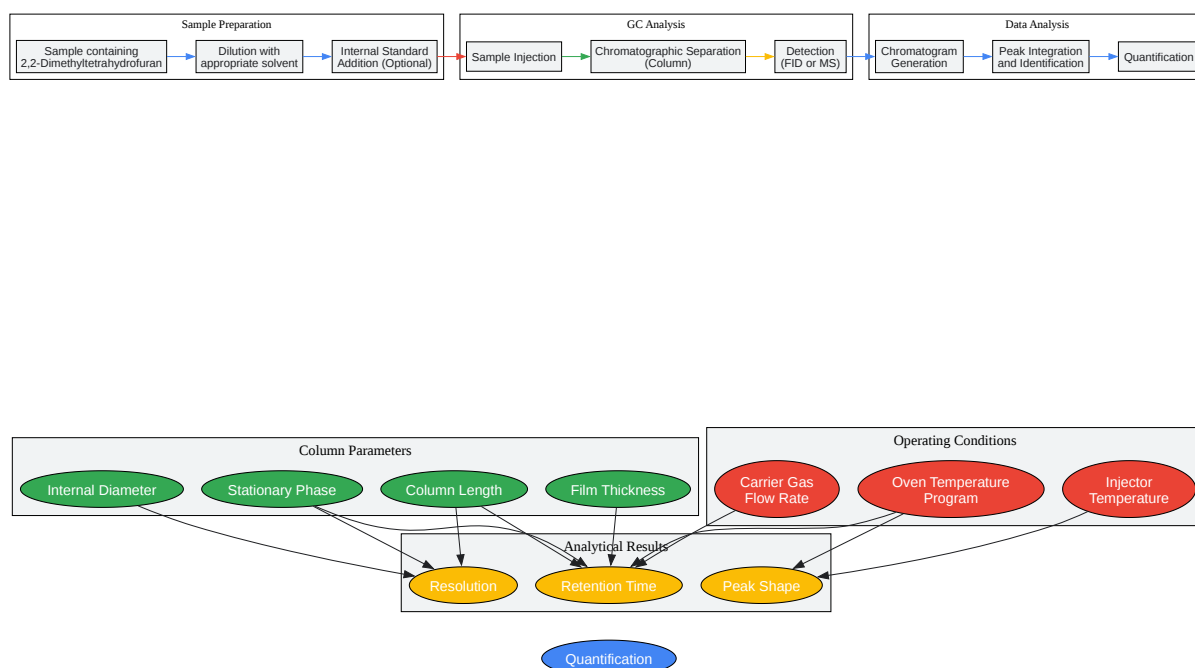 Sample Preparation
Sample containing
2,2-Dimethyltetrahydrofuran
Dilution with
appropriate solvent
Internal Standard
Addition (Optional)
GC Analysis
Sample Injection
Chromatographic Separation
(Column)
Detection
(FID or MS)
Data Analysis
Chromatogram
Generation
Peak Integration
and Identification
Quantification
Column Parameters
Internal Diameter
Stationary Phase
Column Length
Film Thickness
Operating Conditions
Carrier Gas
Flow Rate
Oven Temperature
Program
Injector
Temperature
Analytical Results
Resolution
Retention Time
Peak Shape
Quantification